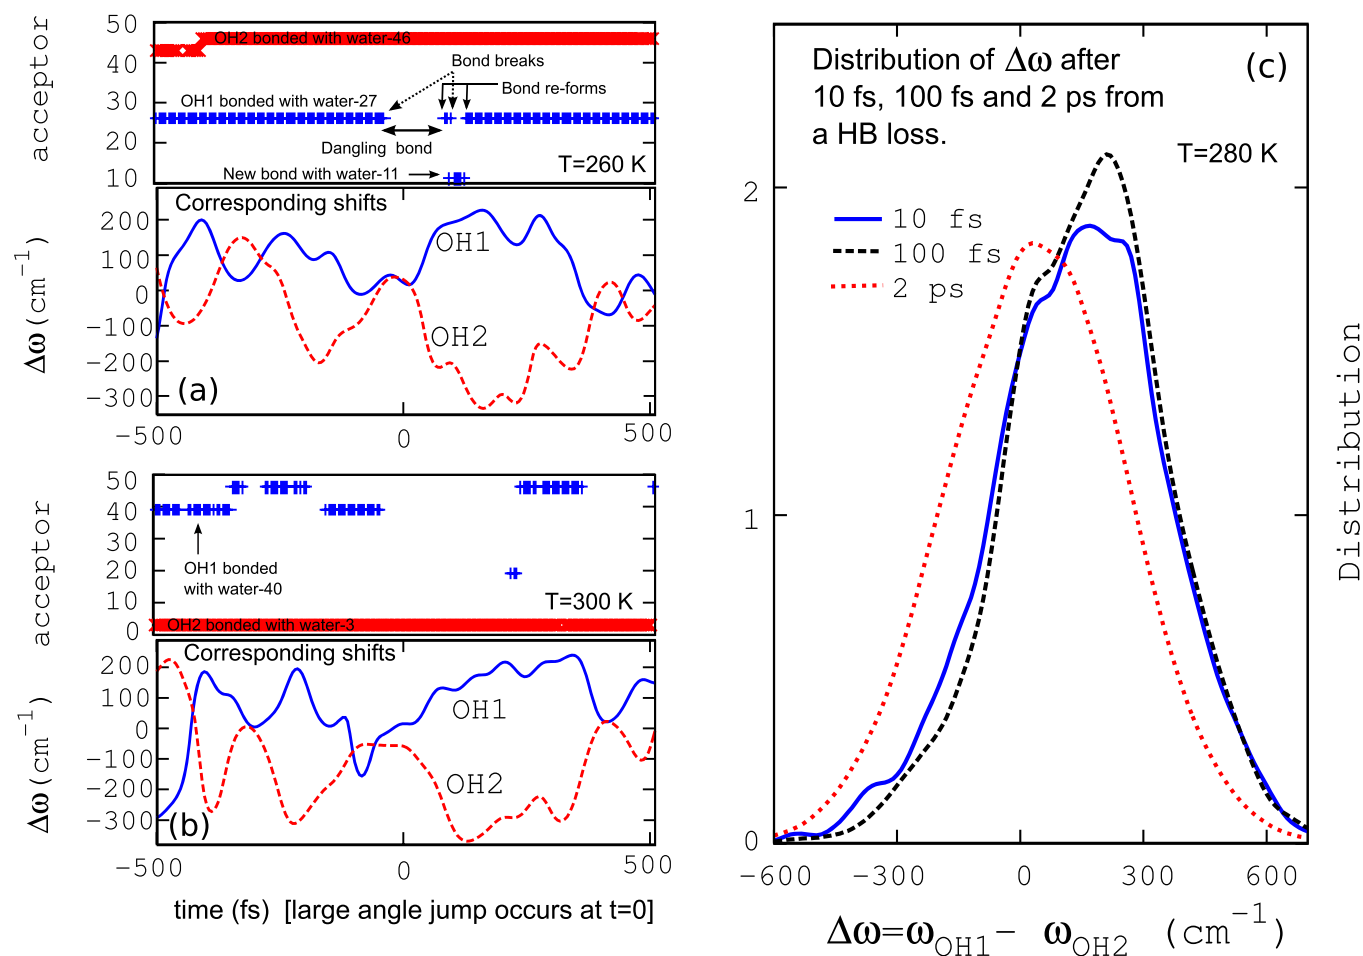 acceptor
50
40
30
20
10
OH2 bonded with water-46
Bond breaks
Bond re-forms
OH1 bonded with water-27
Dangling bond
T=260 K
New bond with water-11
Δω (cm⁻¹)
200
100
0
−100
−200
−300
Corresponding shifts
OH1
OH2
(a)
−500
0
500
acceptor
50
40
30
20
10
0
OH1 bonded
with water-40
T=300 K
OH2 bonded with water-3
Δω (cm⁻¹)
200
100
0
−100
−200
−300
Corresponding shifts
OH1
OH2
(b)
−500
0
500
time (fs) [large angle jump occurs at t=0]
Distribution of Δω after
10 fs, 100 fs and 2 ps from
a HB loss.
(c)
T=280 K
10 fs
100 fs
2 ps
2
1
0
−600
−300
0
300
600
Δω=ω_OH1− ω_OH2 (cm⁻¹)
Distribution